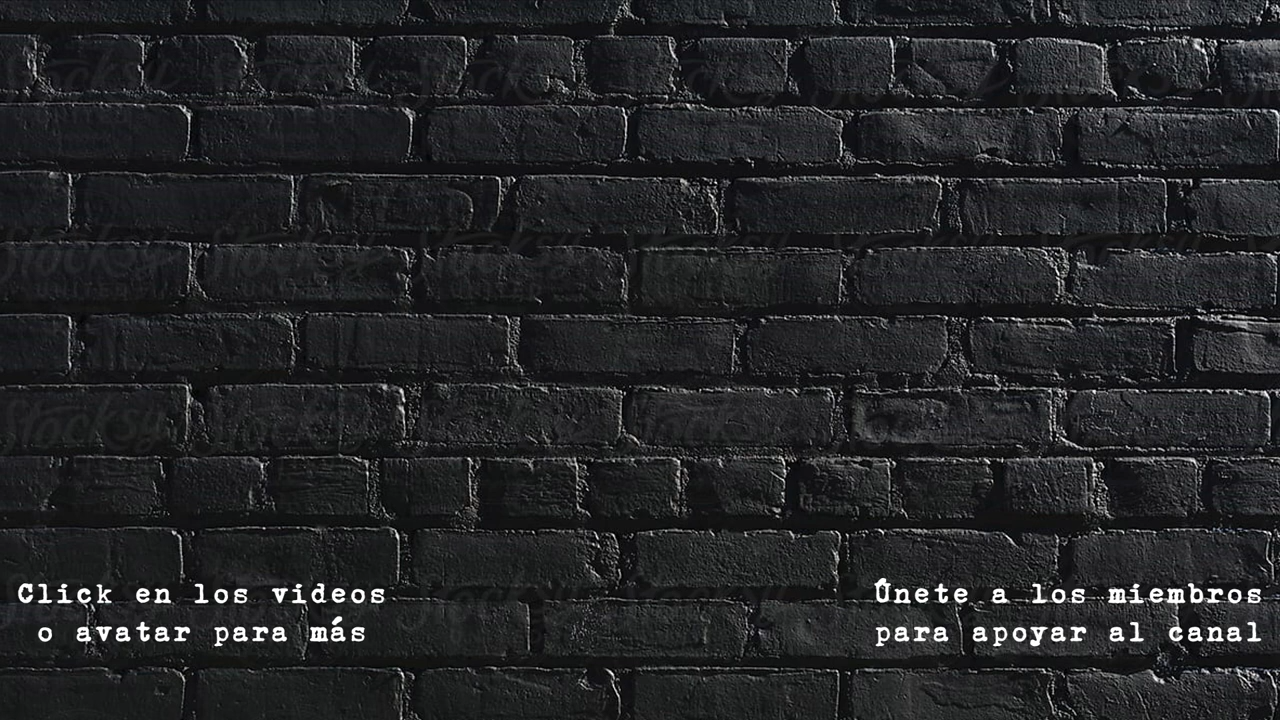 Click en los videos
o avatar para más
Únete a los miembros
para apoyar al canal